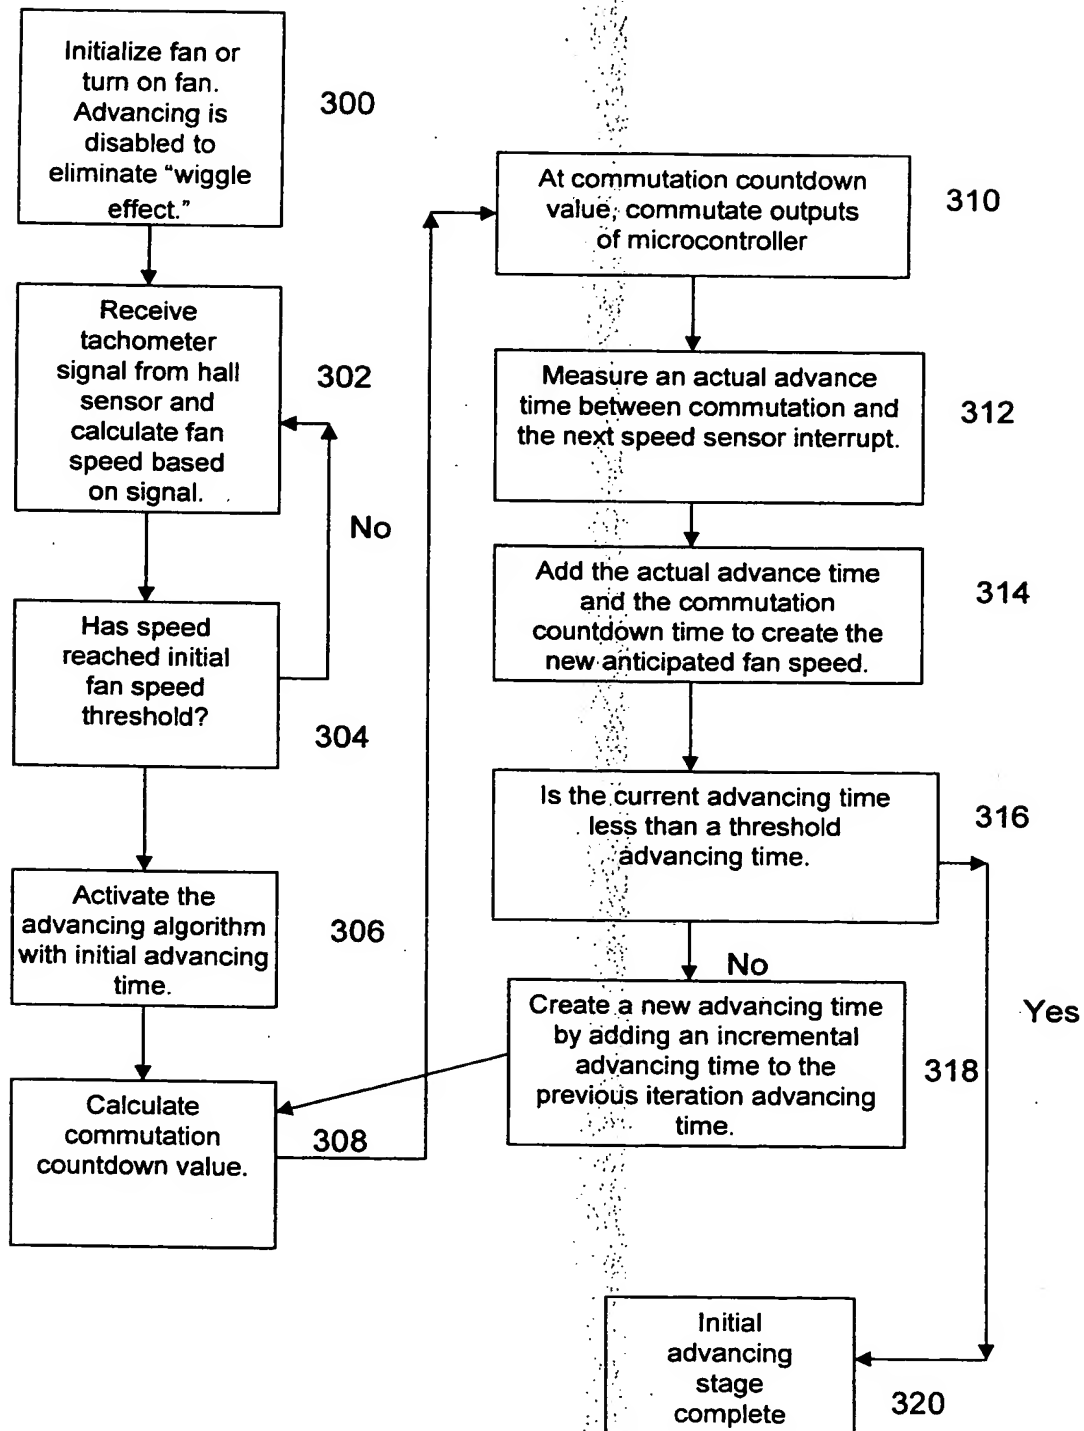 Initialize fan or
turn on fan.
Advancing is
disabled to
eliminate “wiggle
effect.”
300
Receive
tachometer
signal from hall
sensor and
calculate fan
speed based
on signal.
302
No
Has speed
reached initial
fan speed
threshold?
304
Activate the
advancing algorithm
with initial advancing
time.
306
Calculate
commutation
countdown value.
308
At commutation countdown
value, commutate outputs
of microcontroller
310
Measure an actual advance
time between commutation and
the next speed sensor interrupt.
312
Add the actual advance time
and the commutation
countdown time to create the
new anticipated fan speed.
314
Is the current advancing time
less than a threshold
advancing time.
316
No
Yes
Create a new advancing time
by adding an incremental
advancing time to the
previous iteration advancing
time.
318
Initial
advancing
stage
complete
320